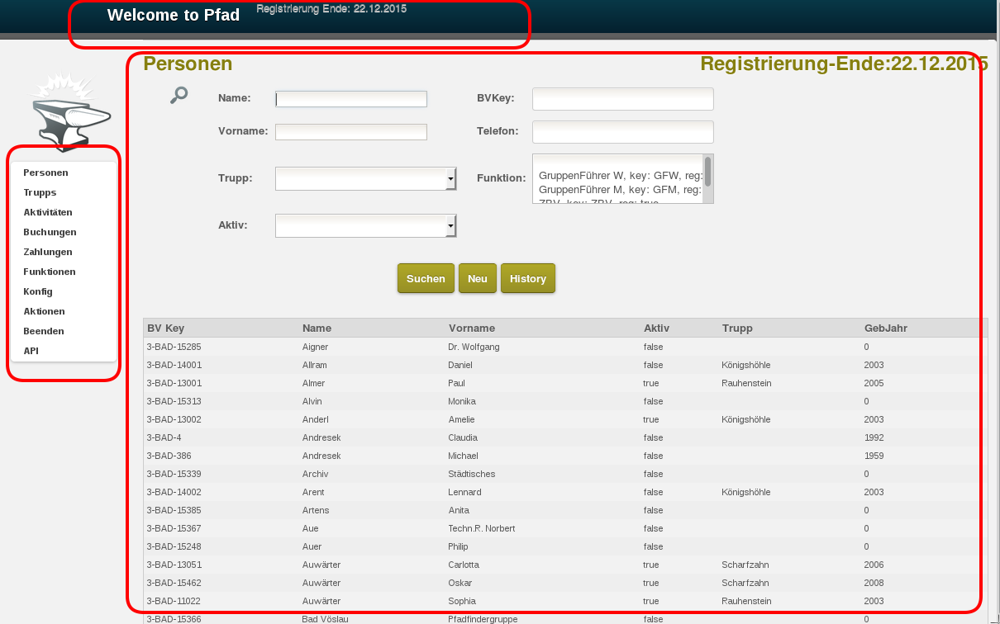 Welcome to Pfad Registrierung Ende: 22.12.2015
Personen Registrierung-Ende:22.12.2015
Name: BVKey:
Vorname: Telefon:
Trupp: Funktion: GruppenFührer W, key: GFW, reg:
GruppenFührer M, key: GFM, reg:
ZBV, key: ZBV, reg: true
Aktiv:
Suchen Neu History
Personen
Trupps
Aktivitäten
Buchungen
Zahlungen
Funktionen
Konfig
Aktionen
Beenden
API
BV Key Name Vorname Aktiv Trupp GebJahr
3-BAD-15285 Aigner Dr. Wolfgang false 0
3-BAD-14001 Allram Daniel false Königshöhle 2003
3-BAD-13001 Almer Paul true Rauhenstein 2005
3-BAD-15313 Alvin Monika false 0
3-BAD-13002 Anderl Amelie true Königshöhle 2003
3-BAD-4 Andresek Claudia false 1992
3-BAD-386 Andresek Michael false 1959
3-BAD-15339 Archiv Städtisches false 0
3-BAD-14002 Arent Lennard false Königshöhle 2003
3-BAD-15385 Artens Anita false 0
3-BAD-15367 Aue Techn.R. Norbert false 0
3-BAD-15248 Auer Philip false 0
3-BAD-13051 Auwärter Carlotta true Scharfzahn 2006
3-BAD-15462 Auwärter Oskar true Scharfzahn 2008
3-BAD-11022 Auwärter Sophia true Rauhenstein 2003
3-BAD-15366 Bad Vöslau Pfadfindergruppe false 0